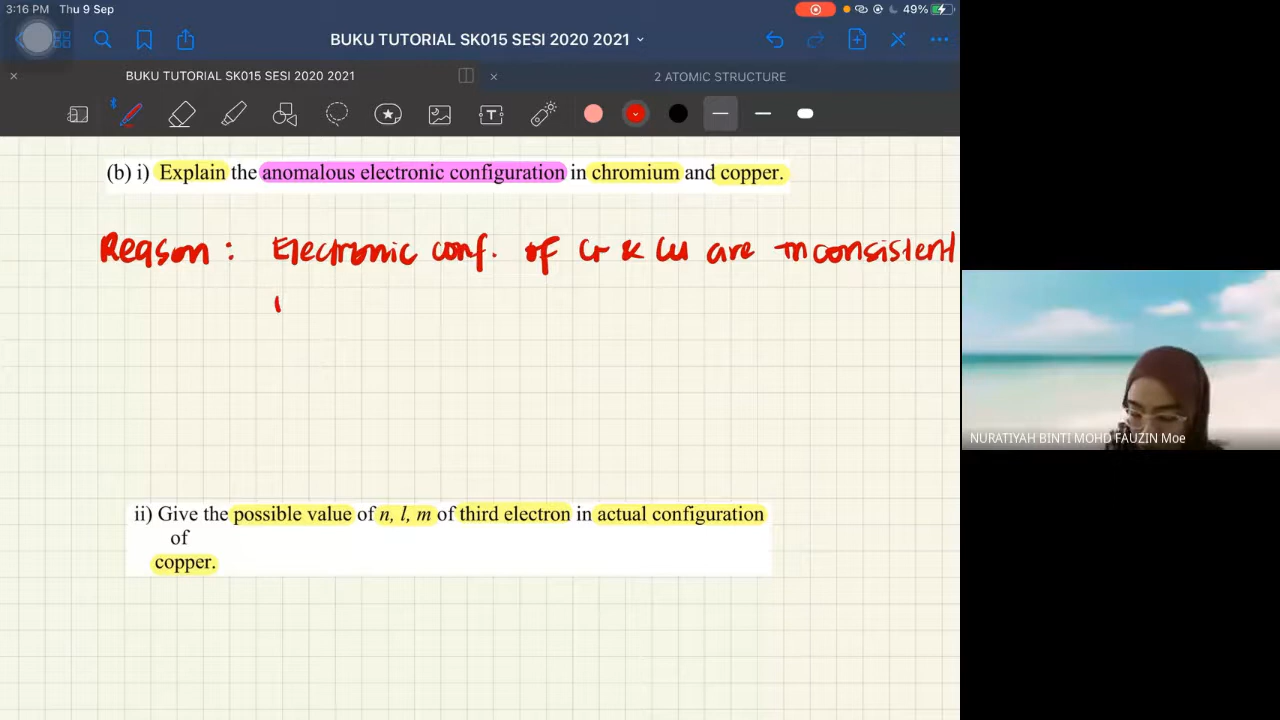 3:16 PM Thu 9 Sep
49%
BUKU TUTORIAL SK015 SESI 2020 2021
BUKU TUTORIAL SK015 SESI 2020 2021
2 ATOMIC STRUCTURE
(b) i) Explain the anomalous electronic configuration in chromium and copper.
Reason : Electronic conf. of Cr & Cu are inconsistent
ii) Give the possible value of n, l, m of third electron in actual configuration
of
copper.
NURATIYAH BINTI MOHD FAUZIN Moe